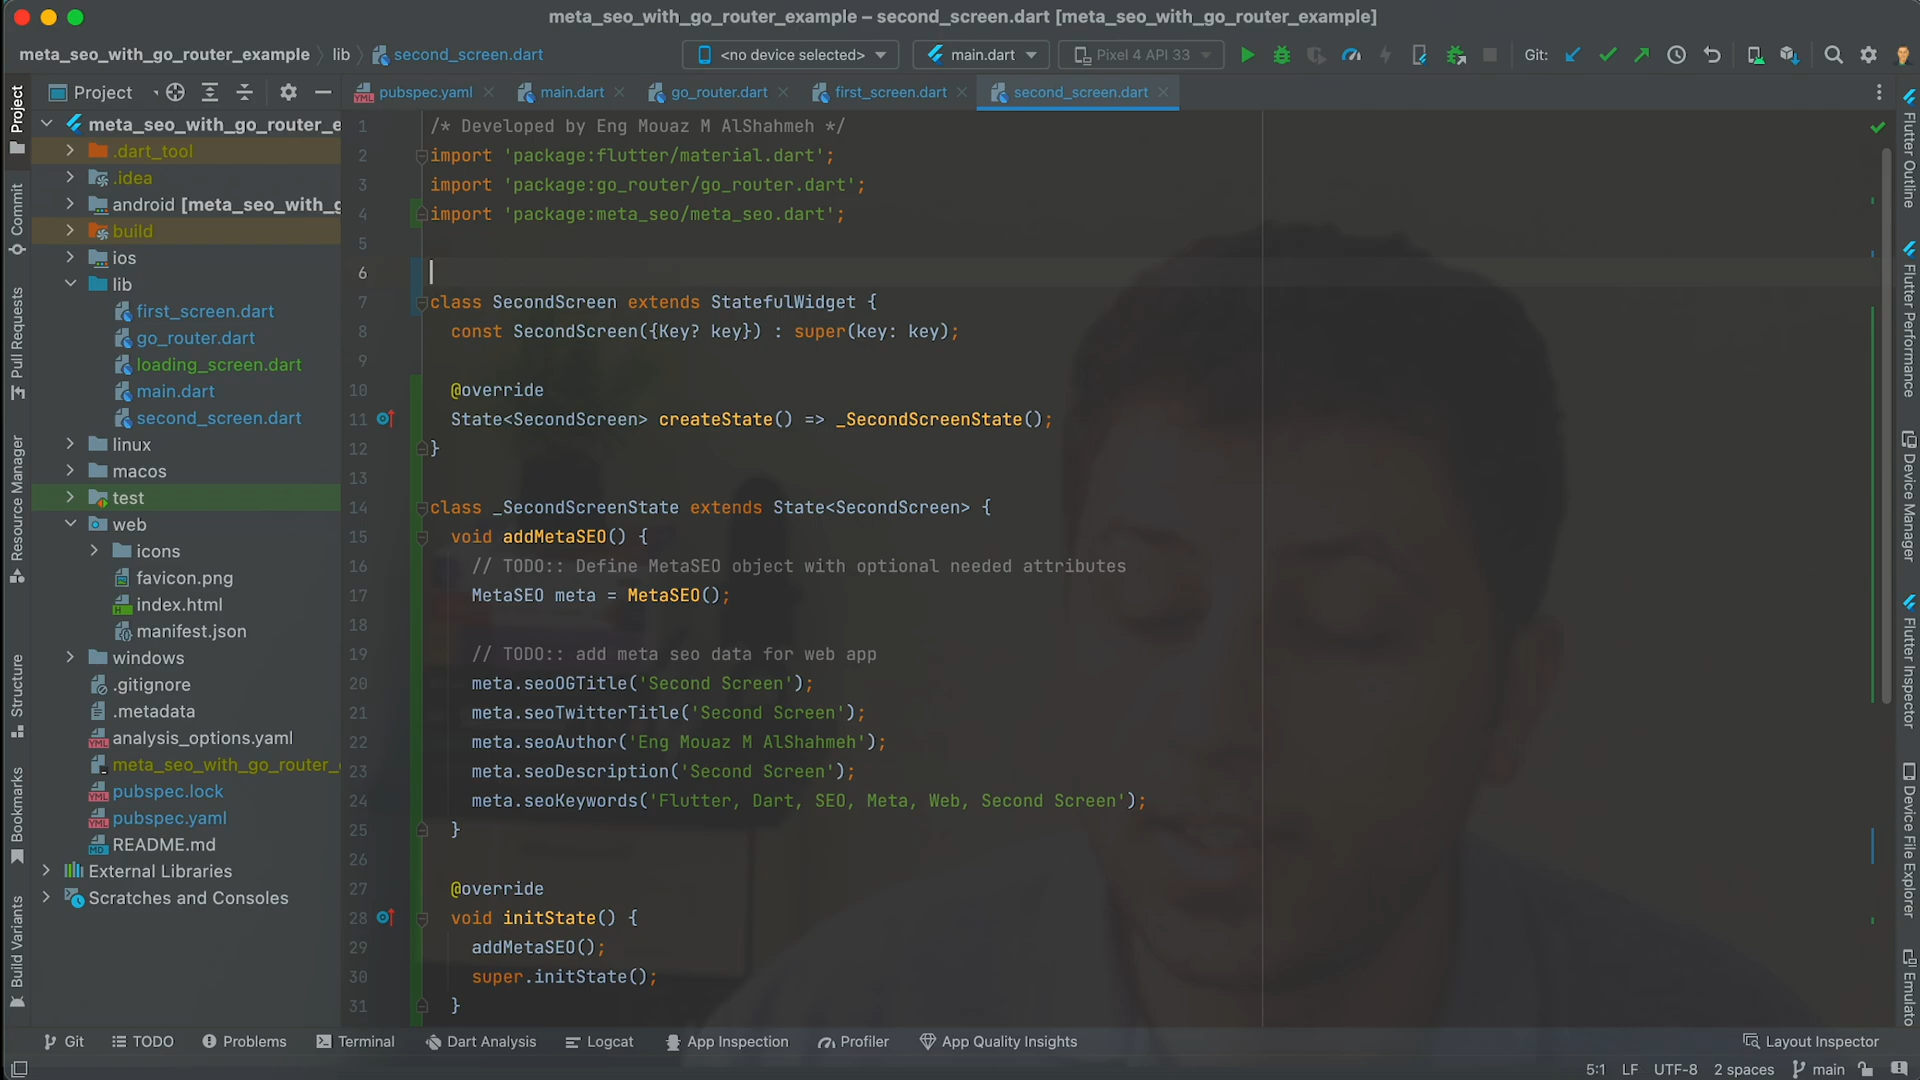 meta_seo_with_go_router_example – second_screen.dart [meta_seo_with_go_router_example]
meta_seo_with_go_router_example lib second_screen.dart <no device selected> main.dart Pixel 4 API 33 Git:
Project pubspec.yaml main.dart go_router.dart first_screen.dart second_screen.dart
Project
Commit
Pull Requests
Resource Manager
Structure
Bookmarks
Build Variants
meta_seo_with_go_router_e
.dart_tool
.idea
android [meta_seo_with_g
build
ios
lib
first_screen.dart
go_router.dart
loading_screen.dart
main.dart
second_screen.dart
linux
macos
test
web
icons
favicon.png
index.html
manifest.json
windows
.gitignore
.metadata
analysis_options.yaml
meta_seo_with_go_router_
pubspec.lock
pubspec.yaml
README.md
External Libraries
Scratches and Consoles
1 /* Developed by Eng Mouaz M AlShahmeh */
2 import 'package:flutter/material.dart';
3 import 'package:go_router/go_router.dart';
4 import 'package:meta_seo/meta_seo.dart';
5
6
7 class SecondScreen extends StatefulWidget {
8 const SecondScreen({Key? key}) : super(key: key);
9
10 @override
11 State<SecondScreen> createState() => _SecondScreenState();
12 }
13
14 class _SecondScreenState extends State<SecondScreen> {
15 void addMetaSEO() {
16 // TODO:: Define MetaSEO object with optional needed attributes
17 MetaSEO meta = MetaSEO();
18
19 // TODO:: add meta seo data for web app
20 meta.seoOGTitle('Second Screen');
21 meta.seoTwitterTitle('Second Screen');
22 meta.seoAuthor('Eng Mouaz M AlShahmeh');
23 meta.seoDescription('Second Screen');
24 meta.seoKeywords('Flutter, Dart, SEO, Meta, Web, Second Screen');
25 }
26
27 @override
28 void initState() {
29 addMetaSEO();
30 super.initState();
31 }
Flutter Outline
Flutter Performance
Device Manager
Flutter Inspector
Device File Explorer
Emulato
Git TODO Problems Terminal Dart Analysis Logcat App Inspection Profiler App Quality Insights Layout Inspector
5:1 LF UTF-8 2 spaces main